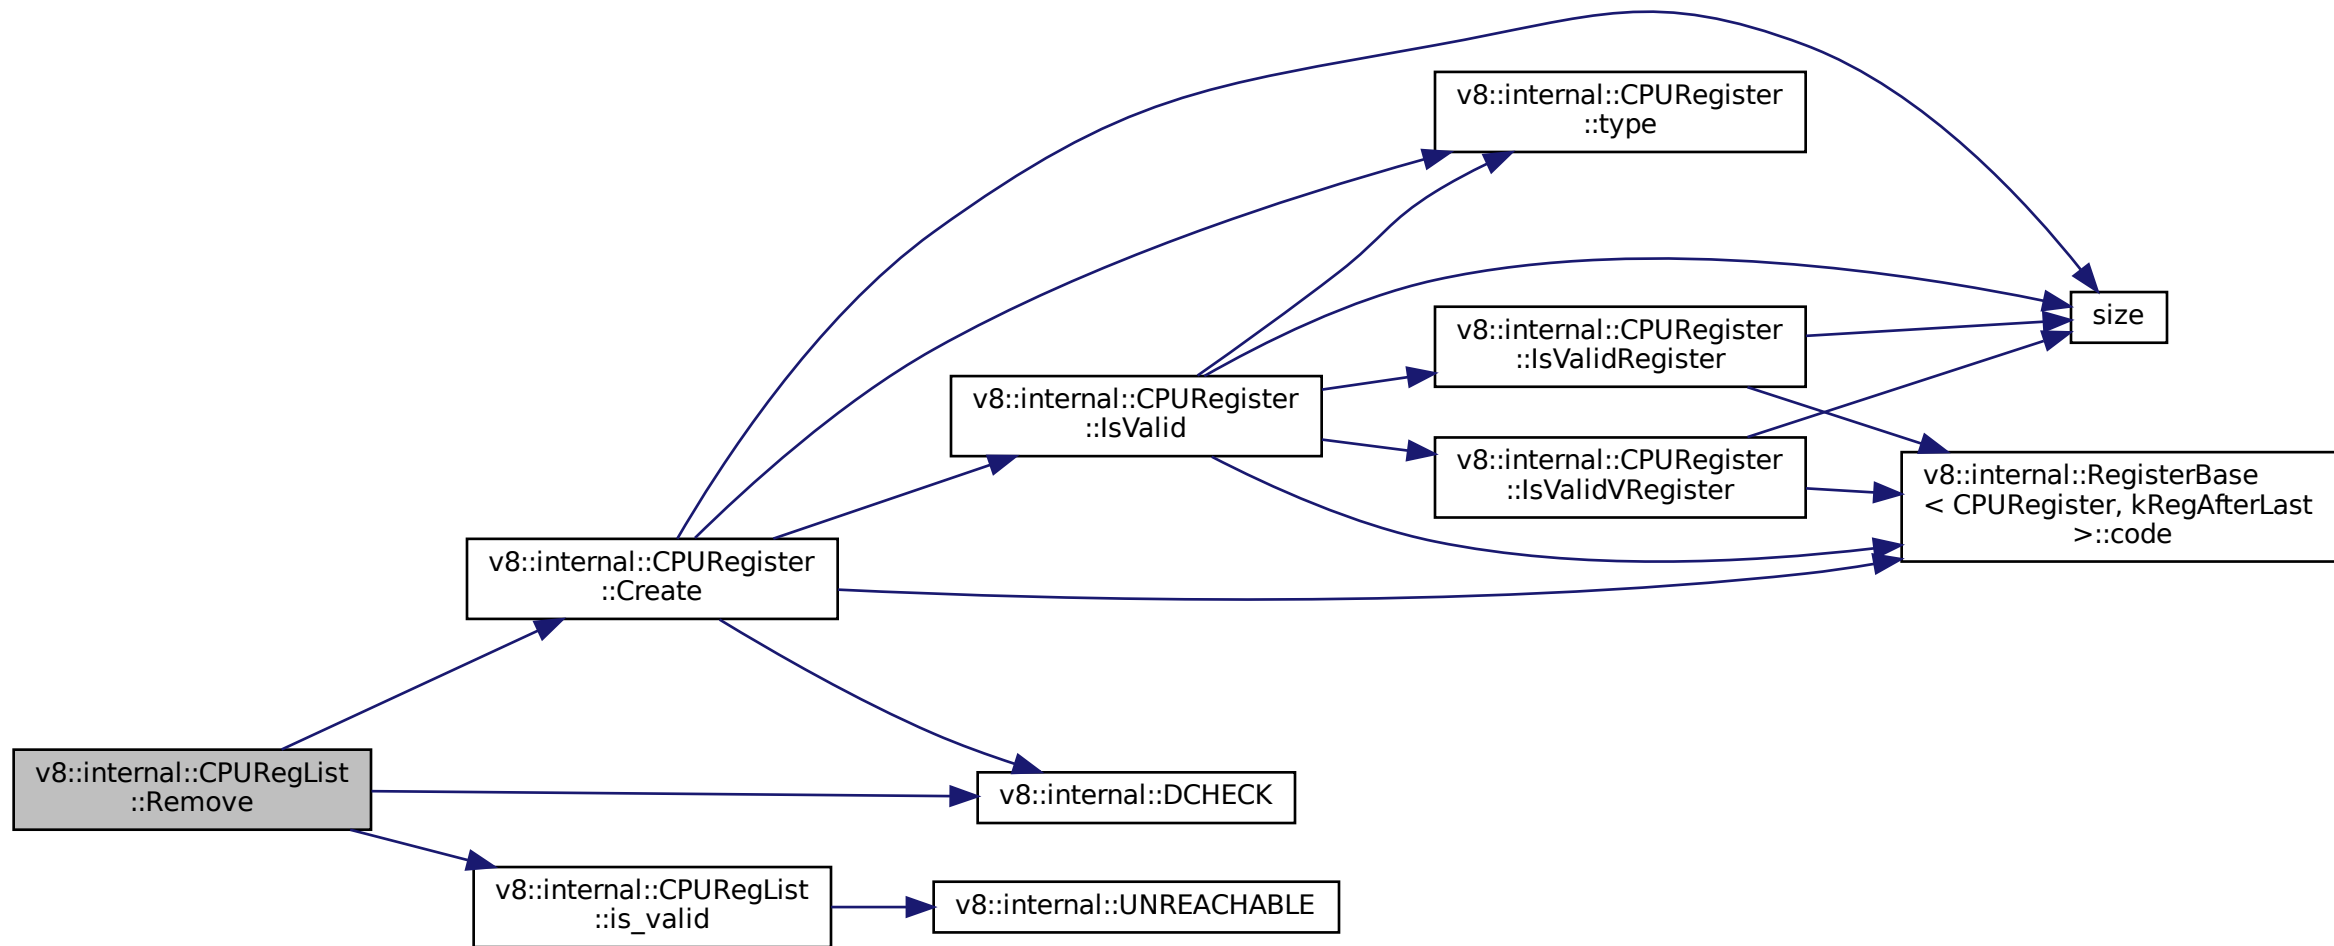 v8::internal::CPURegister
::type
size
v8::internal::CPURegister
::IsValidRegister
v8::internal::CPURegister
::IsValid
v8::internal::CPURegister
::IsValidVRegister
v8::internal::RegisterBase
< CPURegister, kRegAfterLast
>::code
v8::internal::CPURegister
::Create
v8::internal::CPURegList
::Remove
v8::internal::DCHECK
v8::internal::CPURegList
::is_valid
v8::internal::UNREACHABLE